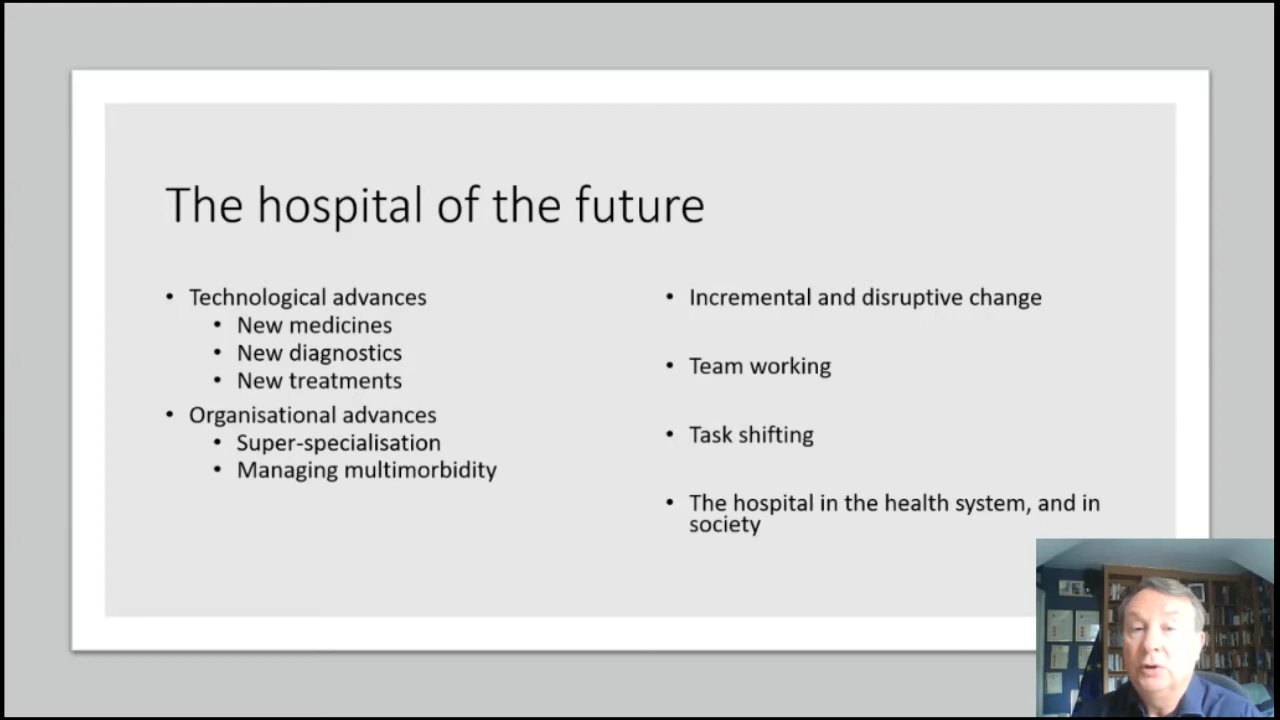 The hospital of the future
• Technological advances
• New medicines
• New diagnostics
• New treatments
• Organisational advances
• Super-specialisation
• Managing multimorbidity
• Incremental and disruptive change
• Team working
• Task shifting
• The hospital in the health system, and in
society